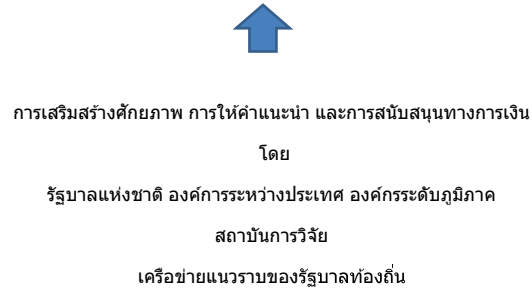 การเสริมสร้างศักยภาพ การให้คำแนะนำ และการสนับสนุนทางการเงิน
โดย
รัฐบาลแห่งชาติ องค์การระหว่างประเทศ องค์กรระดับภูมิภาค
สถาบันการวิจัย
เครือข่ายแนวราบของรัฐบาลท้องถิ่น